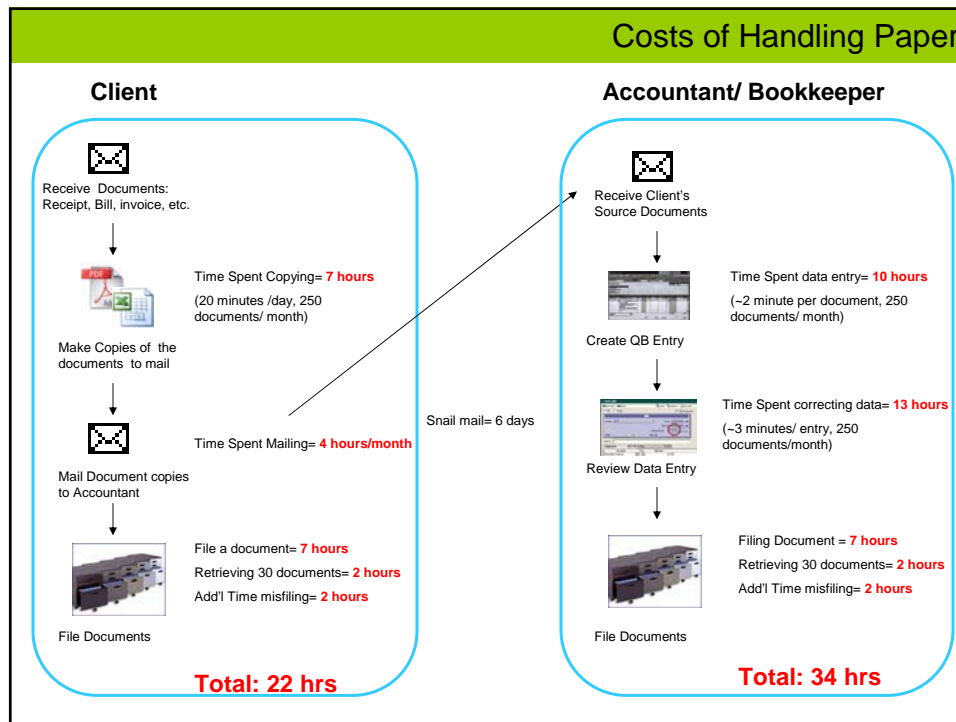 Costs of Handling Paper
Client
Receive Documents:
Receipt, Bill, invoice, etc.
PDF
Time Spent Copying= 7 hours
(20 minutes /day, 250
documents/ month)
Make Copies of the
documents to mail
Time Spent Mailing= 4 hours/month
Mail Document copies
to Accountant
File a document= 7 hours
Retrieving 30 documents= 2 hours
Add'l Time misfiling= 2 hours
File Documents
Total: 22 hrs
Snail mail= 6 days
Accountant/ Bookkeeper
Receive Client's
Source Documents
Time Spent data entry= 10 hours
(~2 minute per document, 250
documents/ month)
Create QB Entry
Time Spent correcting data= 13 hours
(~3 minutes/ entry, 250
documents/month)
Review Data Entry
Filing Document = 7 hours
Retrieving 30 documents= 2 hours
Add'l Time misfiling= 2 hours
File Documents
Total: 34 hrs